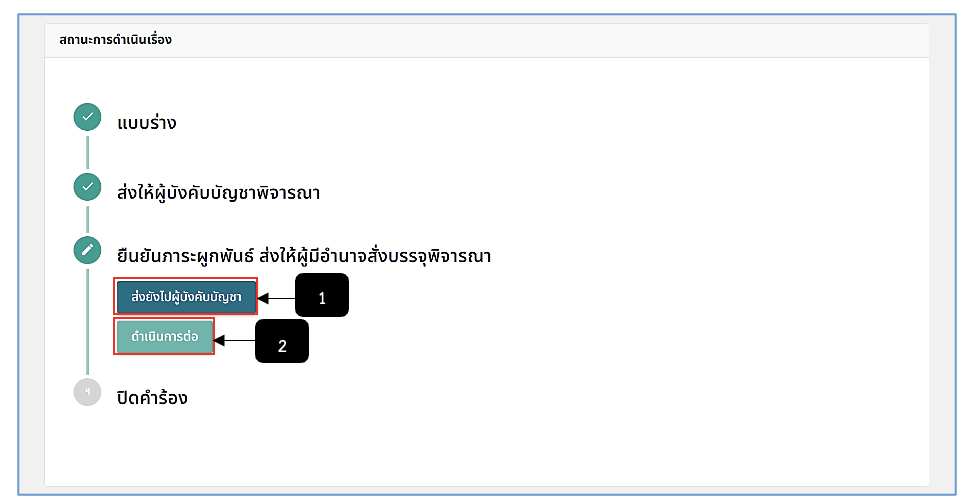 สถานะการดำเนินเรื่อง
แบบร่าง
ส่งให้ผู้บังคับบัญชาพิจารณา
ยืนยันภาระผูกพันธ์ ส่งให้ผู้มีอำนาจสั่งบรรจุพิจารณา
ส่งยังไปผู้บังคับบัญชา
1
ดำเนินการต่อ
2
ปิดคำร้อง